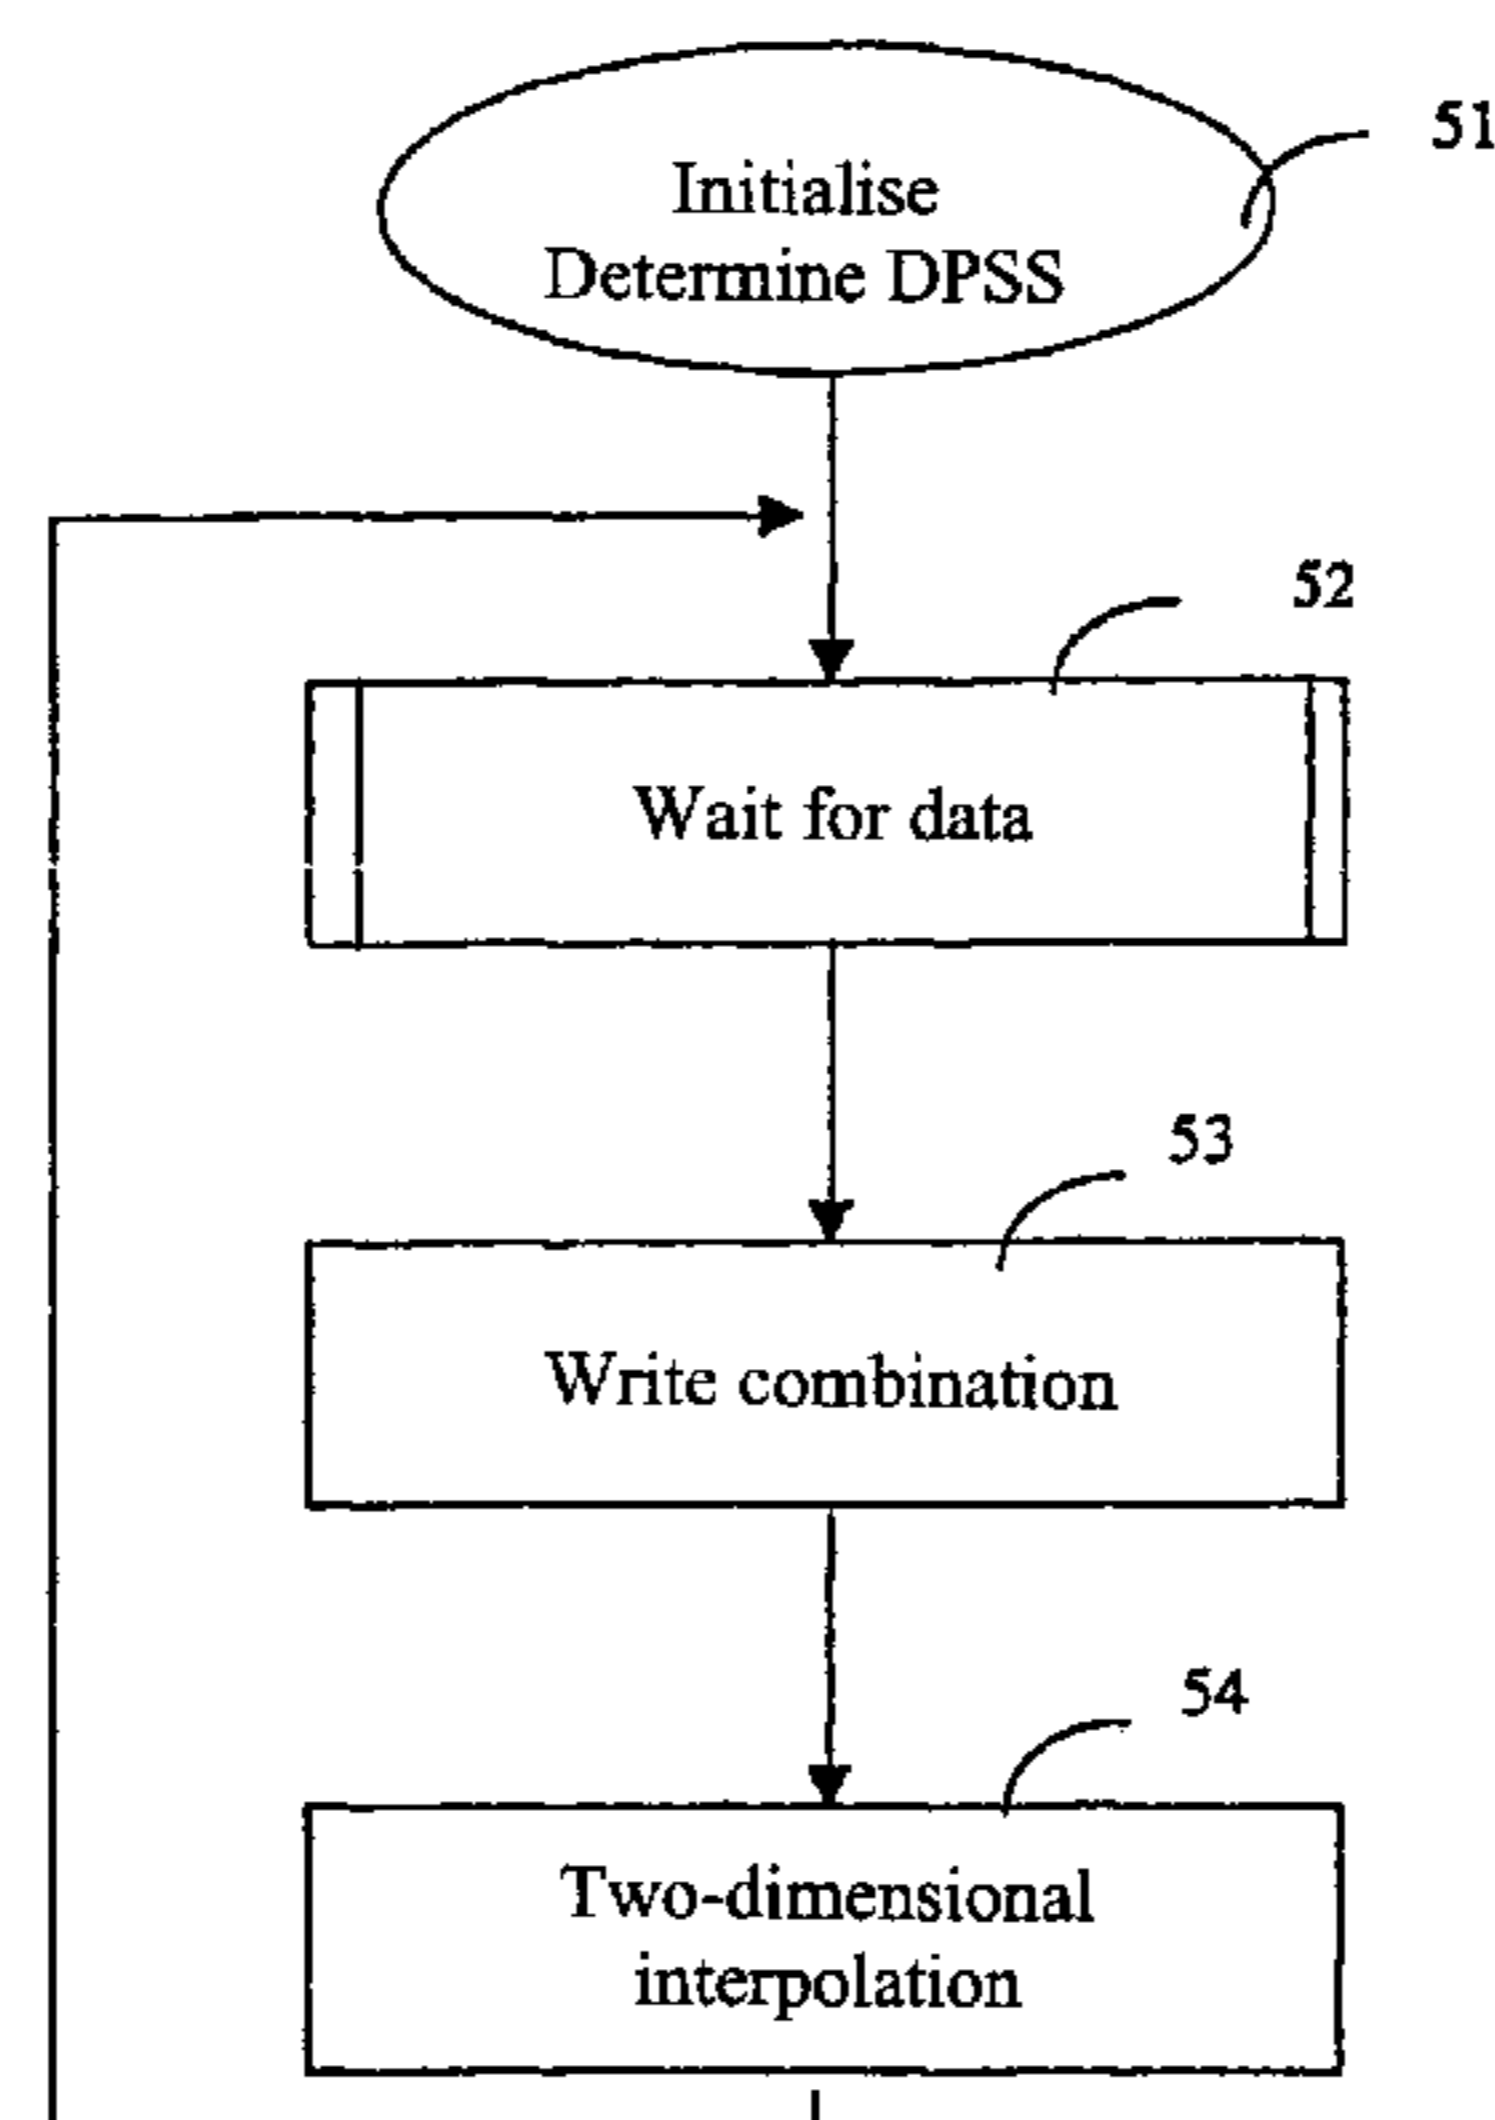 51
Initialise
Determine DPSS
52
Wait for data
53
Write combination
54
Two-dimensional
interpolation